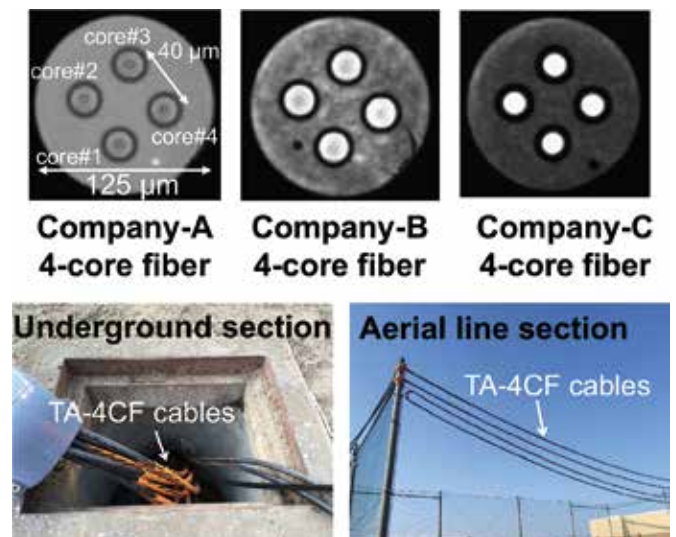 core#3
40 μm
core#2
core#4
core#1
125 μm
Company-A
4-core fiber
Company-B
4-core fiber
Company-C
4-core fiber
Underground section
TA-4CF cables
Aerial line section
TA-4CF cables